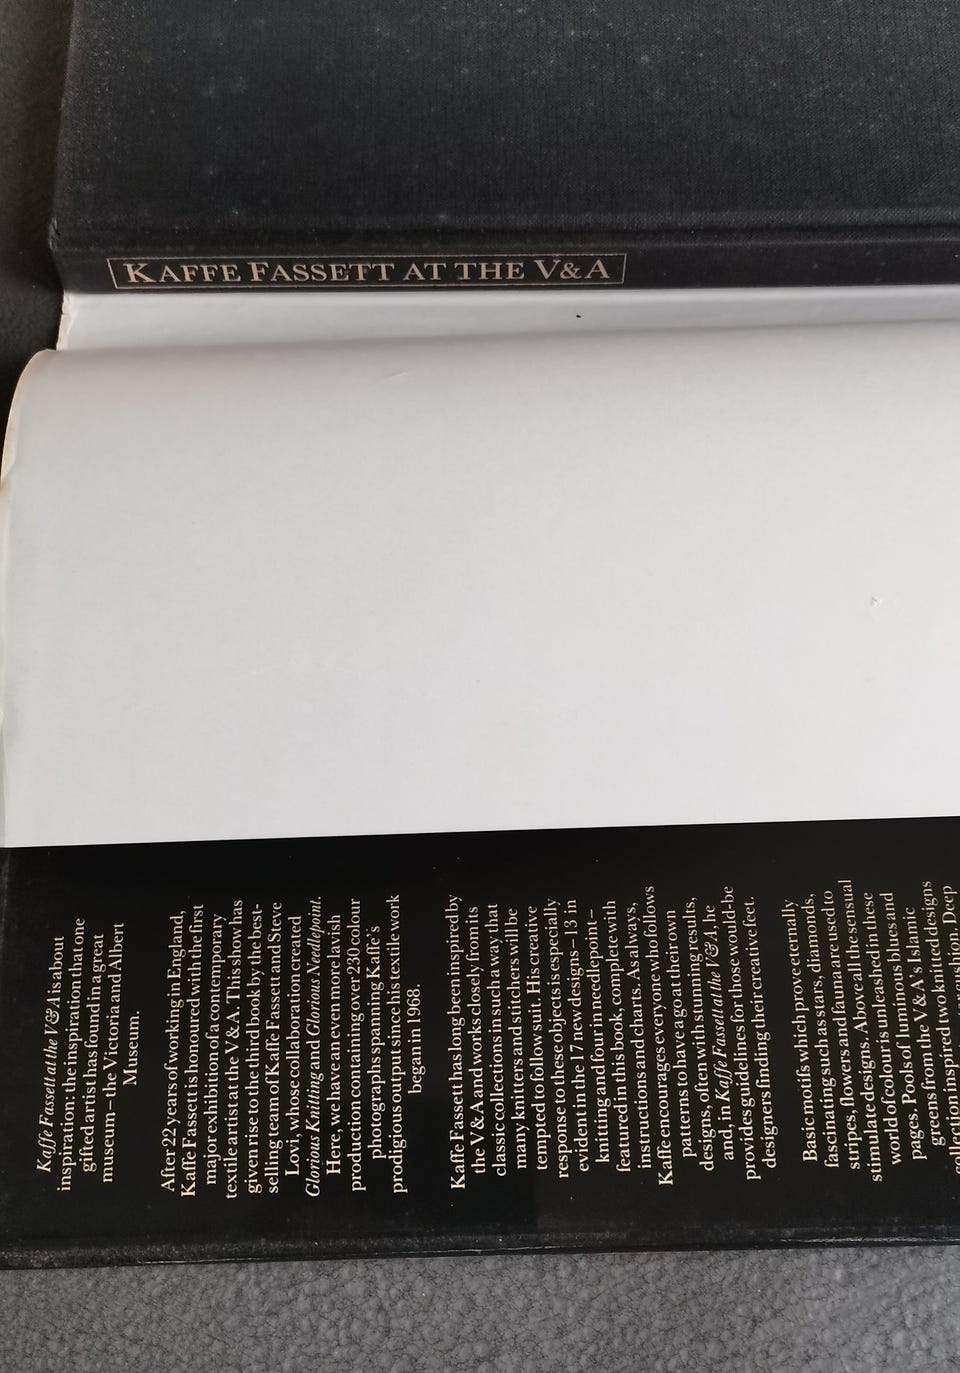 KAFFE FASSETT AT THE V&A
Kaffe Fassett at the V&A is about
inspiration: the inspiration that one
gifted artist has found in a great
museum – the Victoria and Albert
Museum.
After 22 years of working in England,
Kaffe Fassett is honoured with the first
major exhibition of a contemporary
textile artist at the V&A. This show has
given rise to the third book by the best-
selling team of Kaffe Fassett and Steve
Lovi, whose collaboration created
Glorious Knitting and Glorious Needlepoint.
Here, we have an even more lavish
production containing over 230 colour
photographs spanning Kaffe's
prodigious output since his textile work
began in 1968.
Kaffe Fassett has long been inspired by
the V&A and works closely from its
classic collections in such a way that
many knitters and stitchers will be
tempted to follow suit. His creative
response to these objects is especially
evident in the 17 new designs – 13 in
knitting and four in needlepoint –
featured in this book, complete with
instructions and charts. As always,
Kaffe encourages everyone who follows
patterns to have a go at their own
designs, often with stunning results,
and, in Kaffe Fassett at the V&A, he
provides guidelines for those would-be
designers finding their creative feet.
Basic motifs which prove eternally
fascinating such as stars, diamonds,
stripes, flowers and fauna are used to
stimulate designs. Above all the sensual
world of colour is unleashed in these
pages. Pools of luminous blues and
greens from the V&A's Islamic
collection inspired two knitted designs
Deep